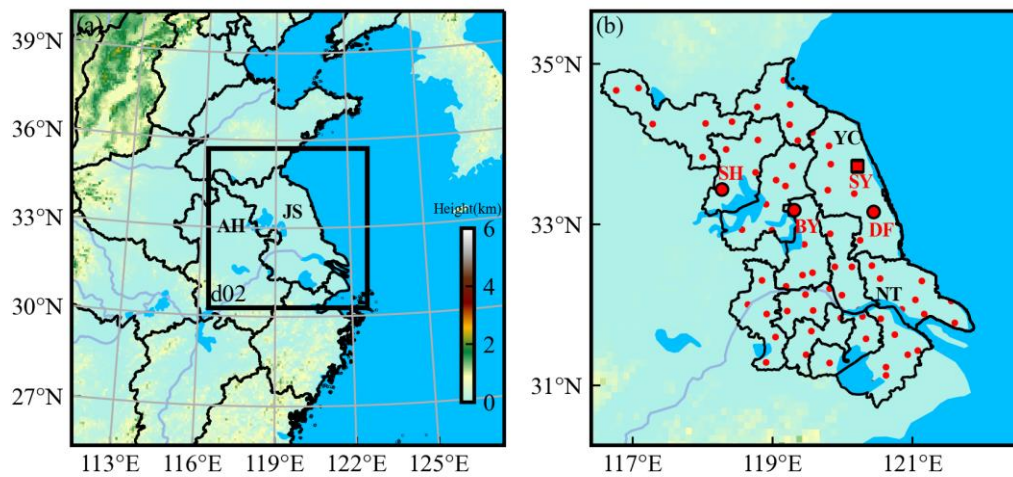 (a)
39°N
36°N
33°N
30°N
27°N
113°E
116°E
119°E
122°E
125°E
AH
JS
d02
Height(km)
6
4
2
0
(b)
35°N
33°N
31°N
117°E
119°E
121°E
YC
SH
SY
BY
DF
NT